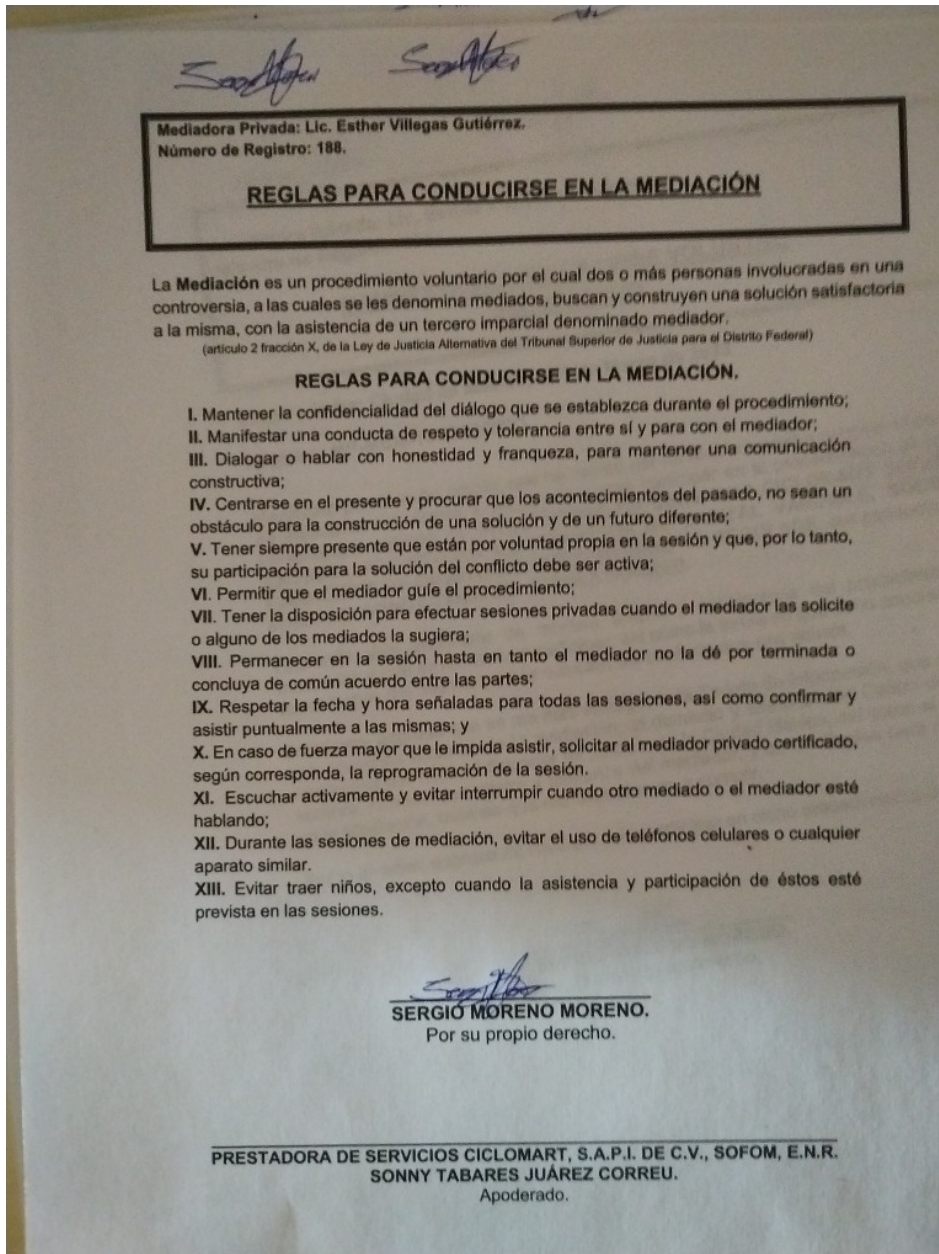 Mediadora Privada: Lic. Esther Villegas Gutiérrez.
Número de Registro: 188.
REGLAS PARA CONDUCIRSE EN LA MEDIACIÓN
La Mediación es un procedimiento voluntario por el cual dos o más personas involucradas en una
controversia, a las cuales se les denomina mediados, buscan y construyen una solución satisfactoria
a la misma, con la asistencia de un tercero imparcial denominado mediador.
(artículo 2 fracción X, de la Ley de Justicia Alternativa del Tribunal Superior de Justicia para el Distrito Federal)
REGLAS PARA CONDUCIRSE EN LA MEDIACIÓN.
I. Mantener la confidencialidad del diálogo que se establezca durante el procedimiento;
II. Manifestar una conducta de respeto y tolerancia entre sí y para con el mediador;
III. Dialogar o hablar con honestidad y franqueza, para mantener una comunicación
constructiva;
IV. Centrarse en el presente y procurar que los acontecimientos del pasado, no sean un
obstáculo para la construcción de una solución y de un futuro diferente;
V. Tener siempre presente que están por voluntad propia en la sesión y que, por lo tanto,
su participación para la solución del conflicto debe ser activa;
VI. Permitir que el mediador guíe el procedimiento;
VII. Tener la disposición para efectuar sesiones privadas cuando el mediador las solicite
o alguno de los mediados la sugiera;
VIII. Permanecer en la sesión hasta en tanto el mediador no la dé por terminada o
concluya de común acuerdo entre las partes;
IX. Respetar la fecha y hora señaladas para todas las sesiones, así como confirmar y
asistir puntualmente a las mismas; y
X. En caso de fuerza mayor que le impida asistir, solicitar al mediador privado certificado,
según corresponda, la reprogramación de la sesión.
XI. Escuchar activamente y evitar interrumpir cuando otro mediado o el mediador esté
hablando;
XII. Durante las sesiones de mediación, evitar el uso de teléfonos celulares o cualquier
aparato similar.
XIII. Evitar traer niños, excepto cuando la asistencia y participación de éstos esté
prevista en las sesiones.
SERGIO MORENO MORENO.
Por su propio derecho.
PRESTADORA DE SERVICIOS CICLOMART, S.A.P.I. DE C.V., SOFOM, E.N.R.
SONNY TABARES JUÁREZ CORREU.
Apoderado.